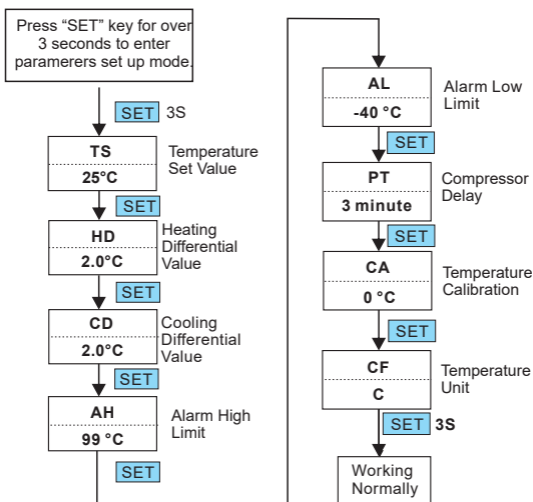 Press “SET” key for over
3 seconds to enter
paramerers set up mode.
SET 3S
TS
25°C
Temperature
Set Value
SET
HD
2.0°C
Heating
Differential
Value
SET
CD
2.0°C
Cooling
Differential
Value
SET
AH
99 °C
Alarm High
Limit
SET
AL
-40 °C
Alarm Low
Limit
SET
PT
3 minute
Compressor
Delay
SET
CA
0 °C
Temperature
Calibration
SET
CF
C
Temperature
Unit
SET 3S
Working
Normally